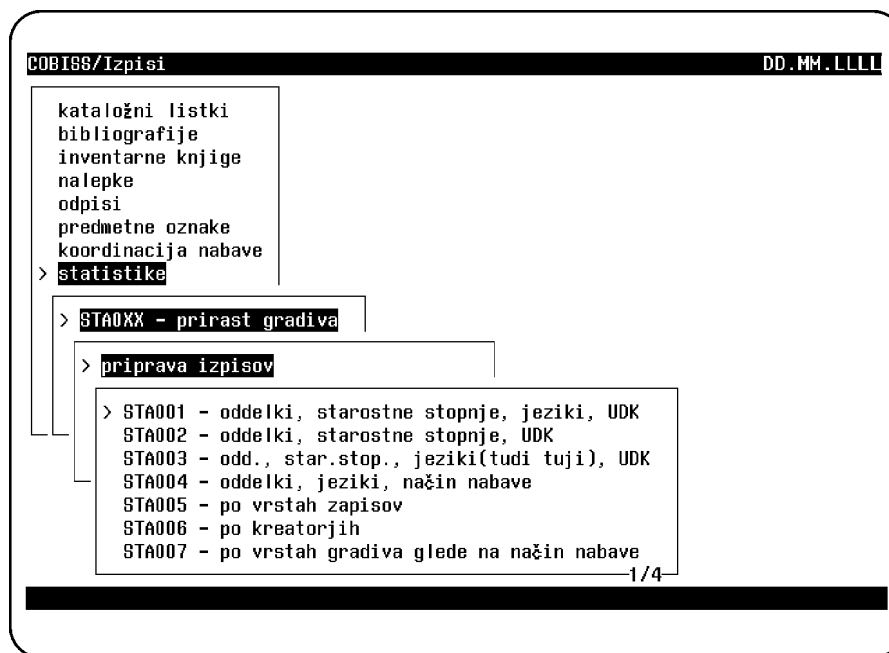 COBISS/Izpisi DD.MM.LLLL
kataložni listki
bibliografije
inventarne knjige
nalepke
odpisi
predmetne oznake
koordinacija nabave
> statistike
> STA0XX - prirast gradiva
> priprava izpisov
> STA001 - oddelki, starostne stopnje, jeziki, UDK
STA002 - oddelki, starostne stopnje, UDK
STA003 - odd., star.stop., jeziki(tudi tuji), UDK
STA004 - oddelki, jeziki, način nabave
STA005 - po vrstah zapisov
STA006 - po kreatorjih
STA007 - po vrstah gradiva glede na način nabave
1/4